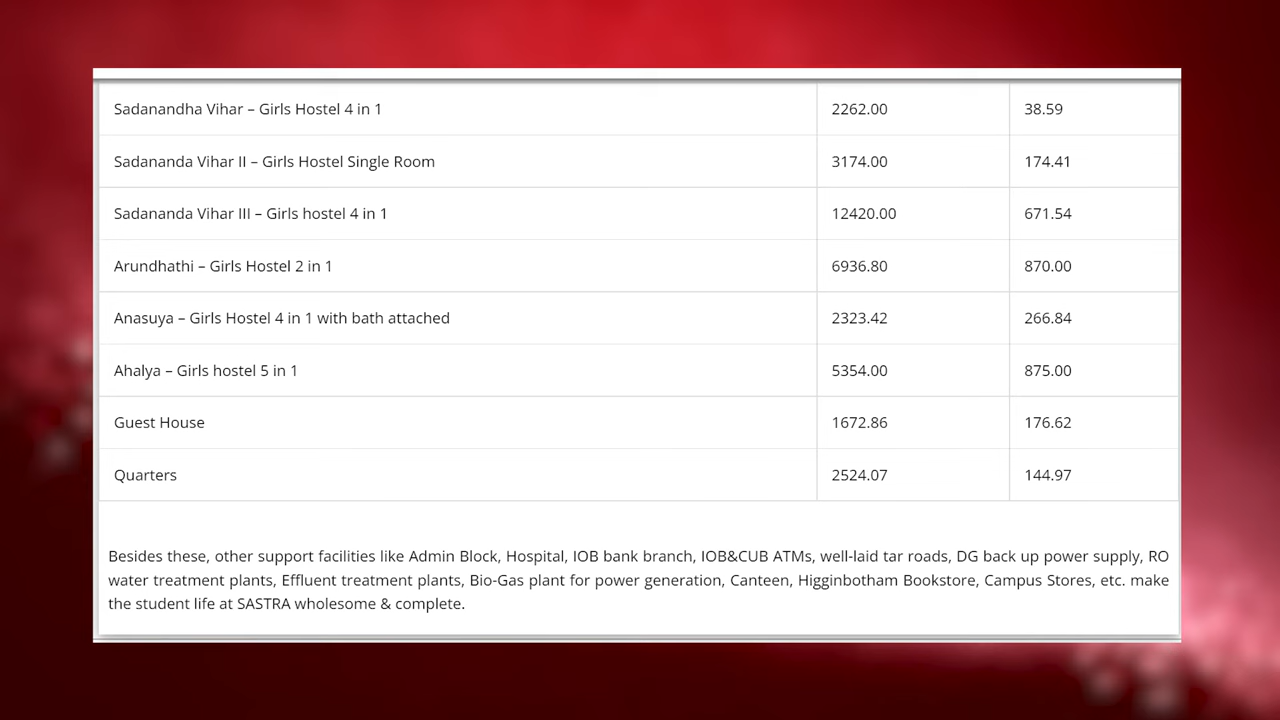 Sadanandha Vihar – Girls Hostel 4 in 1 2262.00 38.59
Sadananda Vihar II – Girls Hostel Single Room 3174.00 174.41
Sadananda Vihar III – Girls hostel 4 in 1 12420.00 671.54
Arundhathi – Girls Hostel 2 in 1 6936.80 870.00
Anasuya – Girls Hostel 4 in 1 with bath attached 2323.42 266.84
Ahalya – Girls hostel 5 in 1 5354.00 875.00
Guest House 1672.86 176.62
Quarters 2524.07 144.97
Besides these, other support facilities like Admin Block, Hospital, IOB bank branch, IOB&CUB ATMs, well-laid tar roads, DG back up power supply, RO
water treatment plants, Effluent treatment plants, Bio-Gas plant for power generation, Canteen, Higginbotham Bookstore, Campus Stores, etc. make
the student life at SASTRA wholesome & complete.